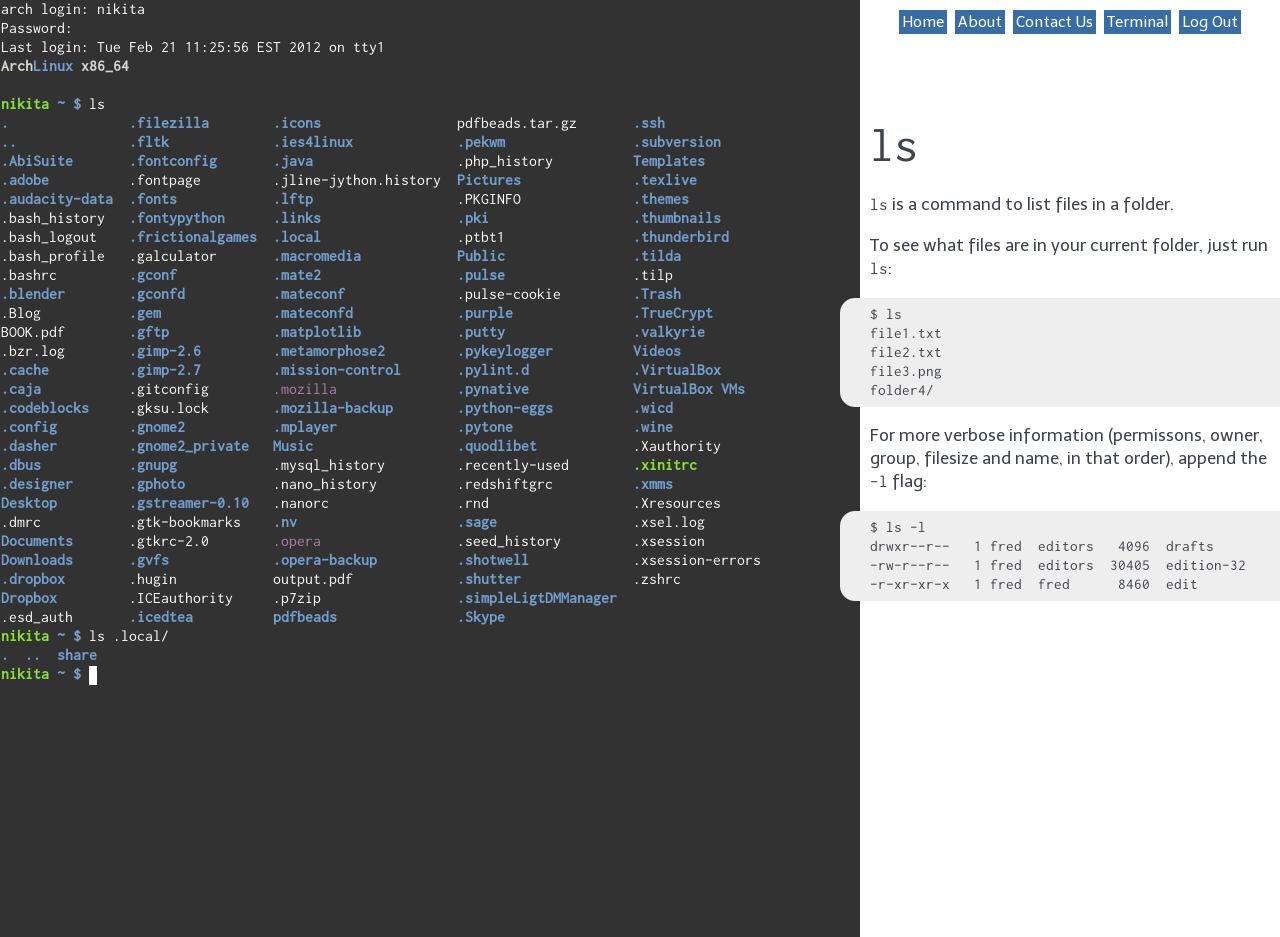 arch login: nikita
Password:
Last login: Tue Feb 21 11:25:56 EST 2012 on tty1
ArchLinux x86_64
nikita ~ $ ls
. .filezilla .icons pdfbeads.tar.gz .ssh
.. .fltk .ies4linux .pekwm .subversion
.AbiSuite .fontconfig .java .php_history Templates
.adobe .fontpage .jline-jython.history Pictures .texlive
.audacity-data .fonts .lftp .PKGINFO .themes
.bash_history .fontypython .links .pki .thumbnails
.bash_logout .frictionalgames .local .ptbt1 .thunderbird
.bash_profile .galculator .macromedia Public .tilda
.bashrc .gconf .mate2 .pulse .tilp
.blender .gconfd .mateconf .pulse-cookie .Trash
.Blog .gem .mateconfd .purple .TrueCrypt
BOOK.pdf .gftp .matplotlib .putty .valkyrie
.bzr.log .gimp-2.6 .metamorphose2 .pykeylogger Videos
.cache .gimp-2.7 .mission-control .pylint.d .VirtualBox
.caja .gitconfig .mozilla .pynative VirtualBox VMs
.codeblocks .gksu.lock .mozilla-backup .python-eggs .wicd
.config .gnome2 .mplayer .pytone .wine
.dasher .gnome2_private Music .quodlibet .Xauthority
.dbus .gnupg .mysql_history .recently-used .xinitrc
.designer .gphoto .nano_history .redshiftgrc .xmms
Desktop .gstreamer-0.10 .nanorc .rnd .Xresources
.dmrc .gtk-bookmarks .nv .sage .xsel.log
Documents .gtkrc-2.0 .opera .seed_history .xsession
Downloads .gvfs .opera-backup .shotwell .xsession-errors
.dropbox .hugin output.pdf .shutter .zshrc
Dropbox .ICEauthority .p7zip .simpleLigtDMManager
.esd_auth .icedtea pdfbeads .Skype
nikita ~ $ ls .local/
. .. share
nikita ~ $
Home About Contact Us Terminal Log Out
ls
ls is a command to list files in a folder.
To see what files are in your current folder, just run
ls:
$ ls
file1.txt
file2.txt
file3.png
folder4/
For more verbose information (permissons, owner,
group, filesize and name, in that order), append the
-l flag:
$ ls -l
drwxr--r-- 1 fred editors 4096 drafts
-rw-r--r-- 1 fred editors 30405 edition-32
-r-xr-xr-x 1 fred fred 8460 edit